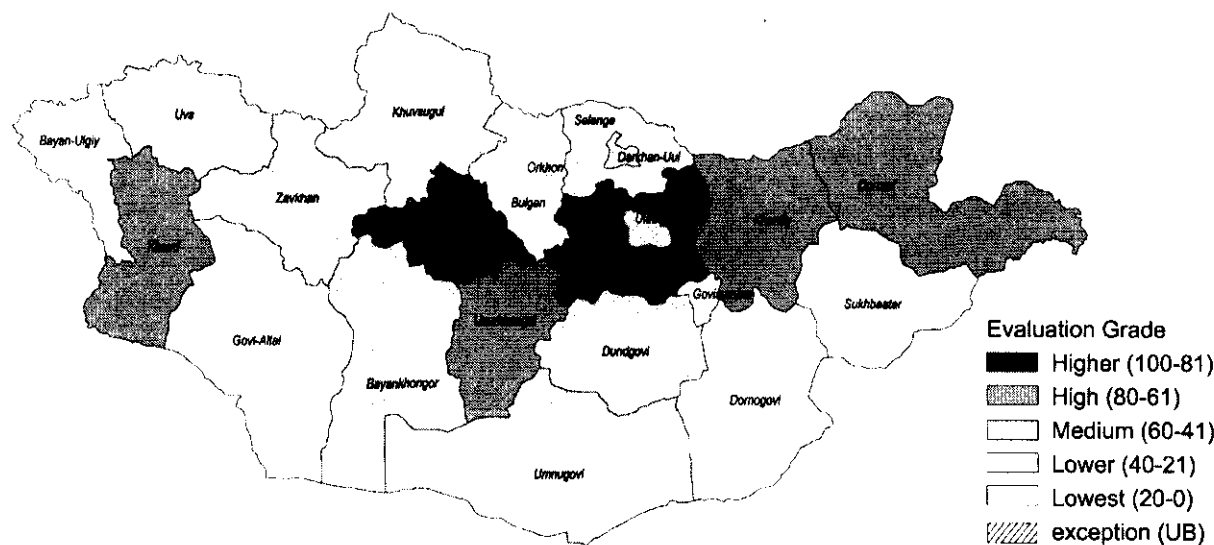 Uvs
Khuvsugul
Selenge
Bayan-Ulgiy
Orkhon
Darkhan-Uul
Zavkhan
Bulgan
Sukhbaatar
Govi-Altai
Dundgovi
Bayankhongor
Dornogovi
Umnugovi
Evaluation Grade
Higher (100-81)
High (80-61)
Medium (60-41)
Lower (40-21)
Lowest (20-0)
exception (UB)